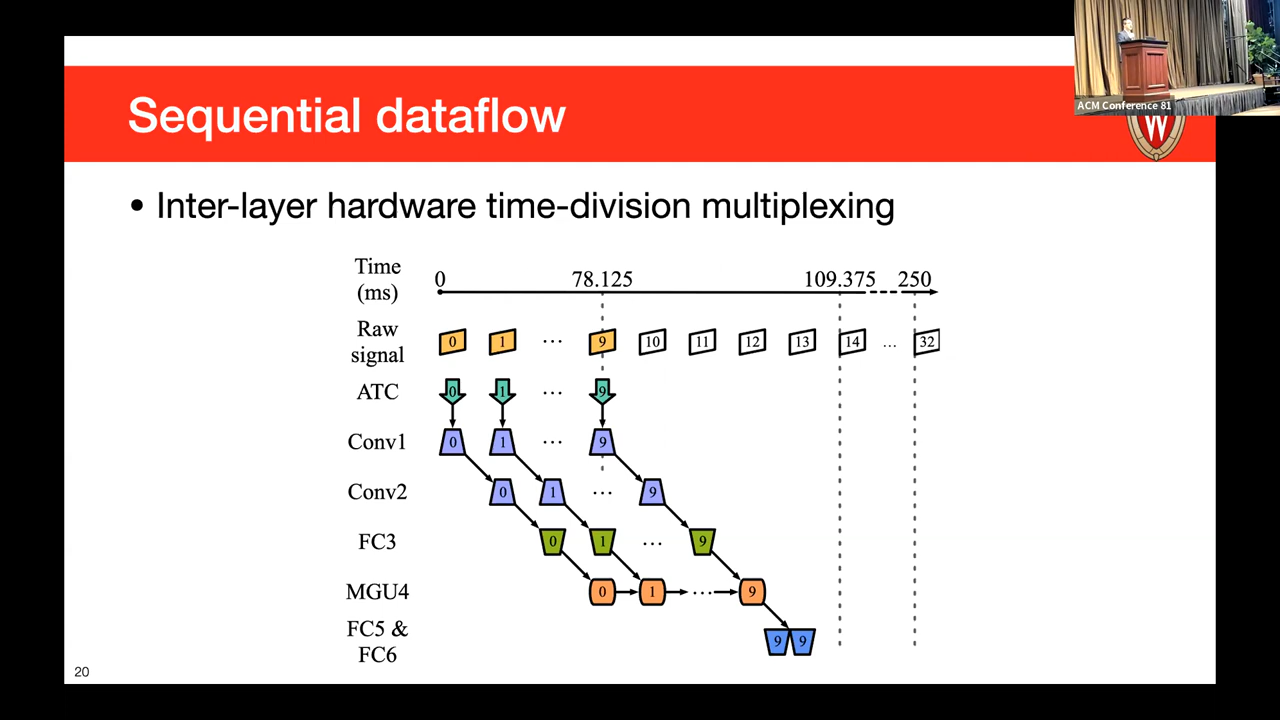 ACM Conference 81
W
Sequential dataflow
• Inter-layer hardware time-division multiplexing
Time
(ms)
0 78.125 109.375 250
Raw
signal
0 1 ... 9 10 11 12 13 14 ... 32
ATC
0 1 ... 9
Conv1
0 1 ... 9
Conv2
0 1 ... 9
FC3
0 1 ... 9
MGU4
0 1 ... 9
FC5 &
FC6
9 9
20